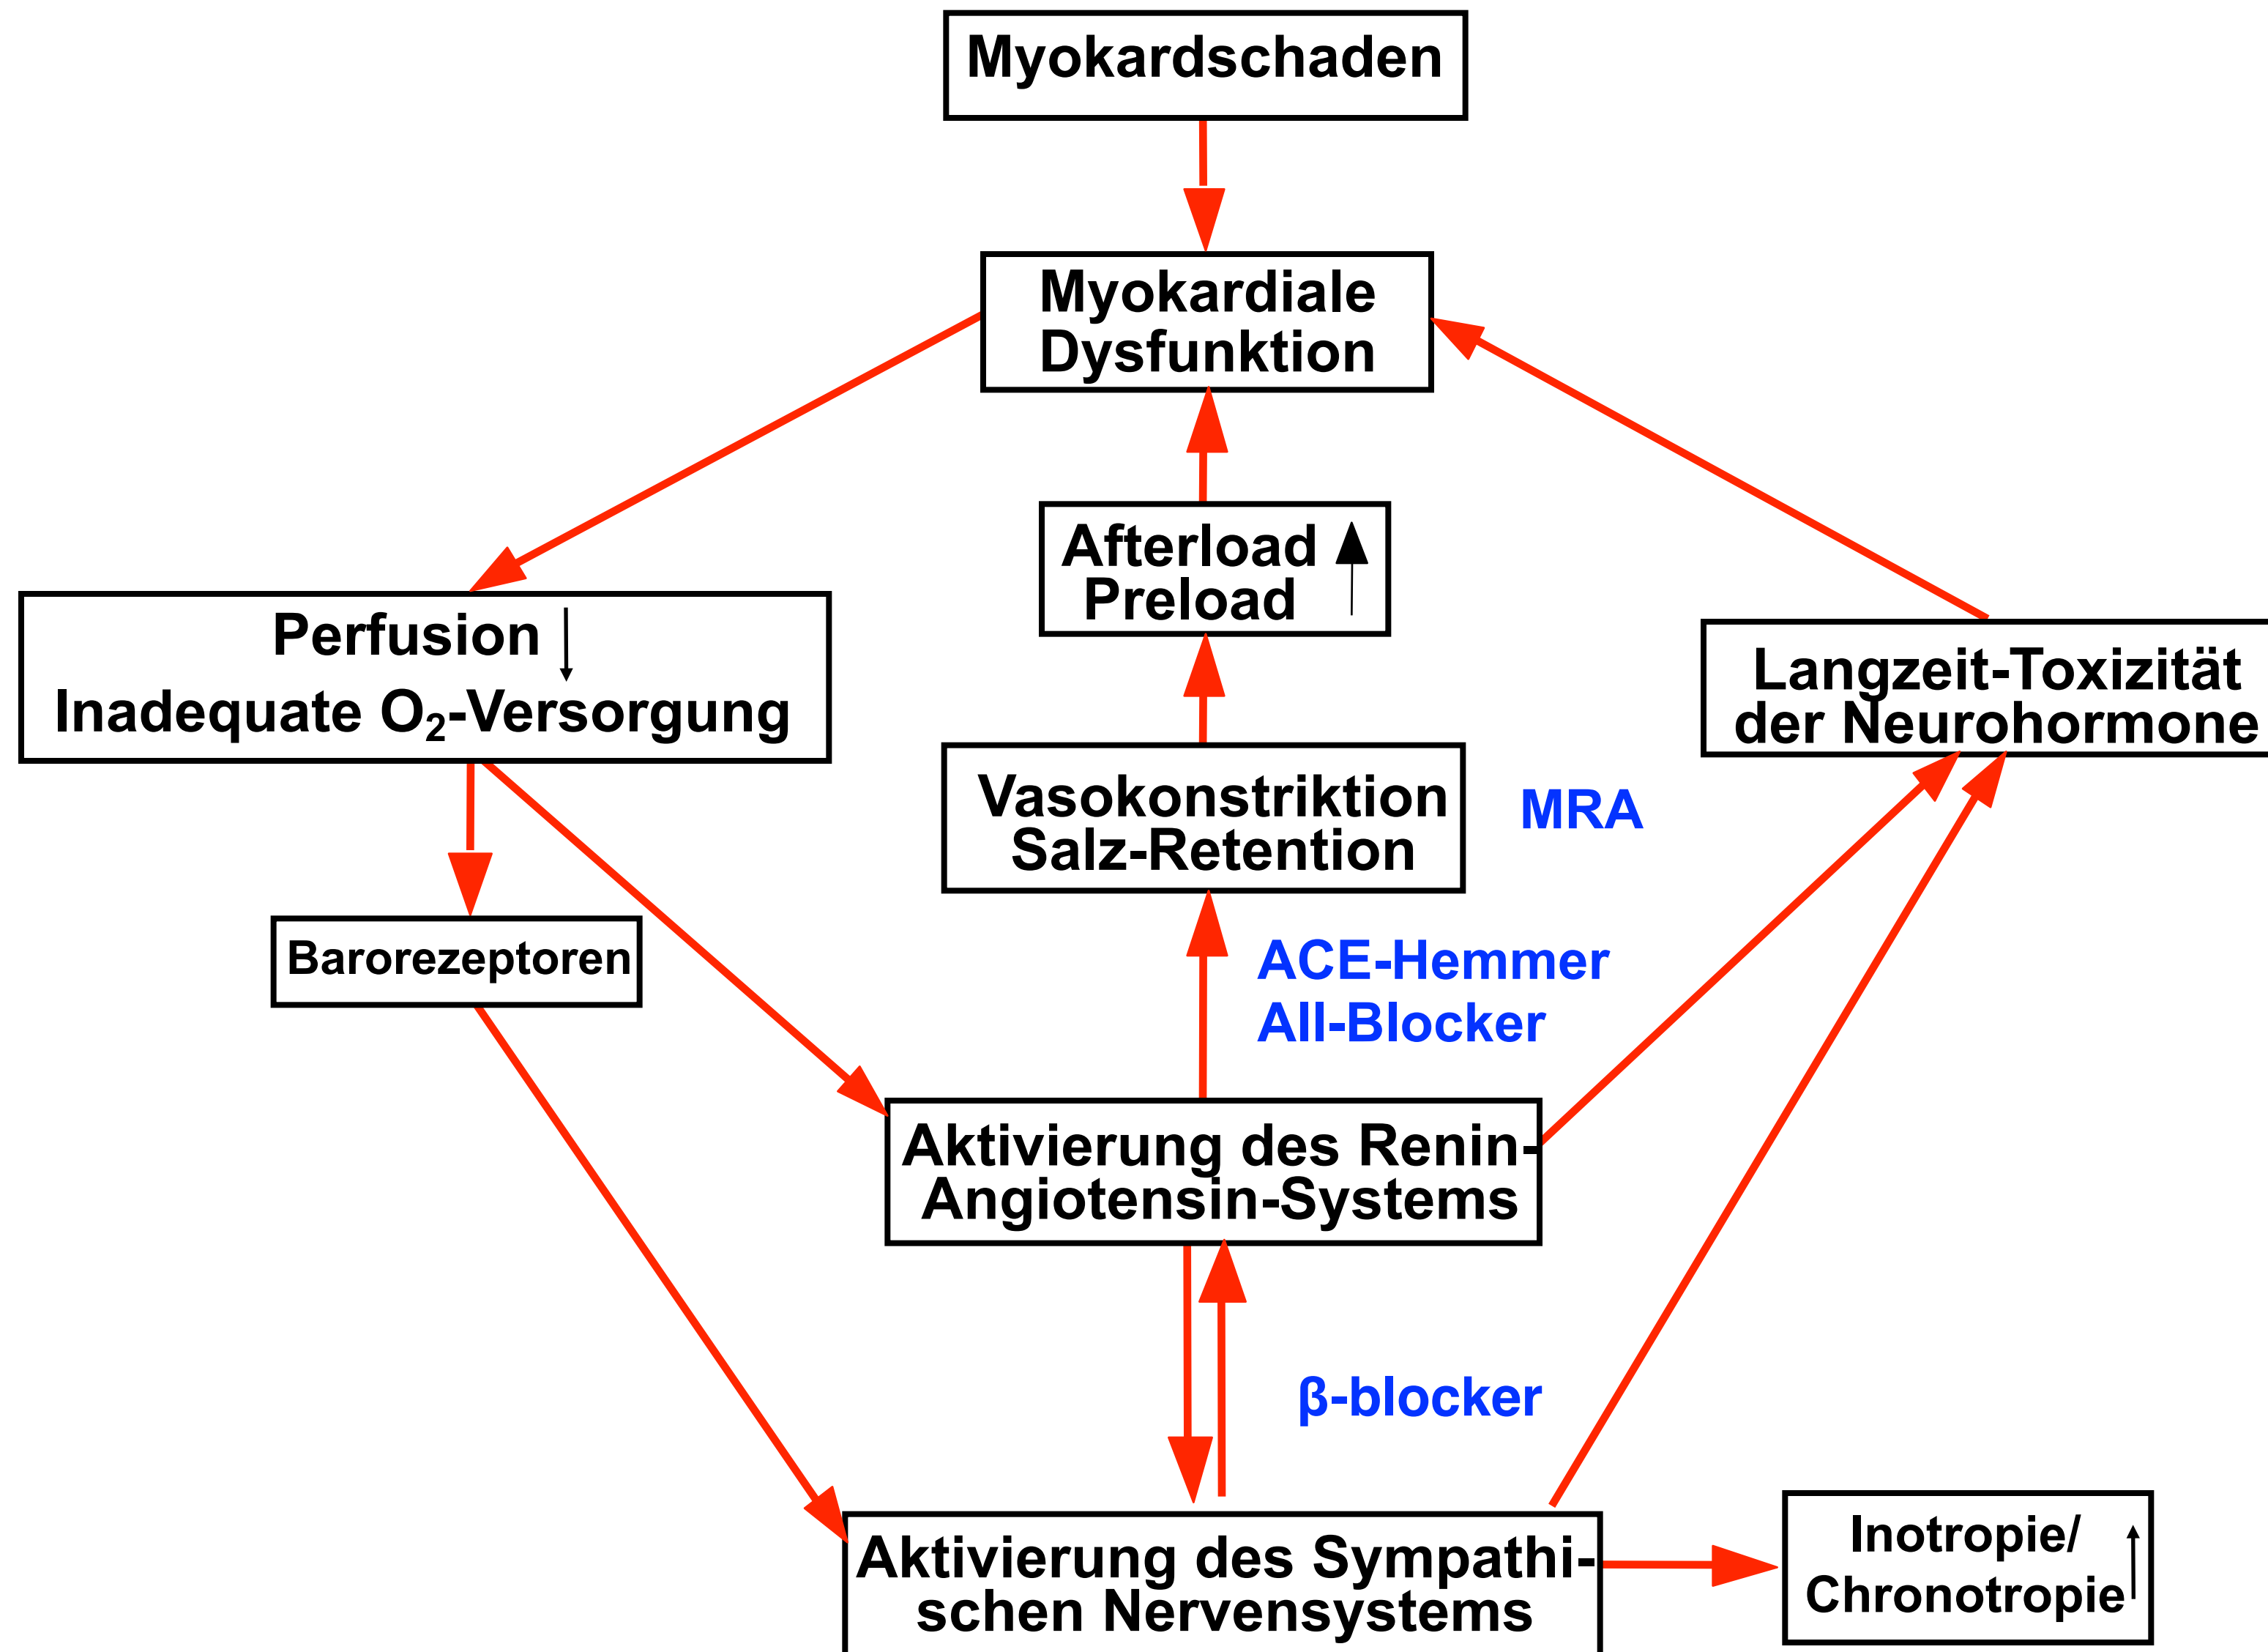 Myokardschaden
Myokardiale
Dysfunktion
Afterload
Preload
Perfusion
Inadequate O₂-Versorgung
Langzeit-Toxizität
der Neurohormone
Vasokonstriktion
Salz-Retention
MRA
Barorezeptoren
ACE-Hemmer
AII-Blocker
Aktivierung des Renin-
Angiotensin-Systems
β-blocker
Aktivierung des Sympathi-
schen Nervensystems
Inotropie/
Chronotropie